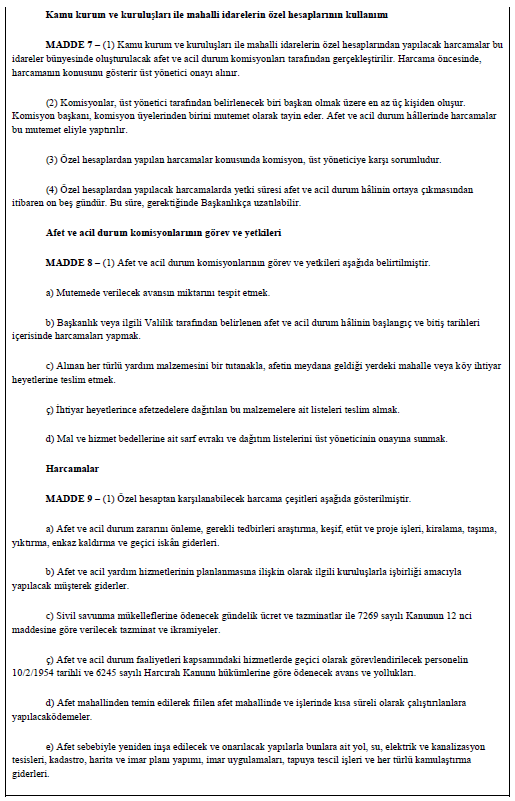 Kamu kurum ve kuruluşları ile mahalli idarelerin özel hesaplarının kullanımı
MADDE 7 – (1) Kamu kurum ve kuruluşları ile mahalli idarelerin özel hesaplarından yapılacak harcamalar bu
idareler bünyesinde oluşturulacak afet ve acil durum komisyonları tarafından gerçekleştirilir. Harcama öncesinde,
harcamanın konusunu gösterir üst yönetici onayı alınır.
(2) Komisyonlar, üst yönetici tarafından belirlenecek biri başkan olmak üzere en az üç kişiden oluşur.
Komisyon başkanı, komisyon üyelerinden birini mutemet olarak tayin eder. Afet ve acil durum hâllerinde harcamalar
bu mutemet eliyle yaptırılır.
(3) Özel hesaplardan yapılan harcamalar konusunda komisyon, üst yöneticiye karşı sorumludur.
(4) Özel hesaplardan yapılacak harcamalarda yetki süresi afet ve acil durum hâlinin ortaya çıkmasından
itibaren on beş gündür. Bu süre, gerektiğinde Başkanlıkça uzatılabilir.
Afet ve acil durum komisyonlarının görev ve yetkileri
MADDE 8 – (1) Afet ve acil durum komisyonlarının görev ve yetkileri aşağıda belirtilmiştir.
a) Mutemede verilecek avansın miktarını tespit etmek.
b) Başkanlık veya ilgili Valilik tarafından belirlenen afet ve acil durum hâlinin başlangıç ve bitiş tarihleri
içerisinde harcamaları yapmak.
c) Alınan her türlü yardım malzemesini bir tutanakla, afetin meydana geldiği yerdeki mahalle veya köy ihtiyar
heyetlerine teslim etmek.
ç) İhtiyar heyetlerince afetzedelere dağıtılan bu malzemelere ait listeleri teslim almak.
d) Mal ve hizmet bedellerine ait sarf evrakı ve dağıtım listelerini üst yöneticinin onayına sunmak.
Harcamalar
MADDE 9 – (1) Özel hesaptan karşılanabilecek harcama çeşitleri aşağıda gösterilmiştir.
a) Afet ve acil durum zararını önleme, gerekli tedbirleri araştırma, keşif, etüt ve proje işleri, kiralama, taşıma,
yıktırma, enkaz kaldırma ve geçici iskân giderleri.
b) Afet ve acil yardım hizmetlerinin planlanmasına ilişkin olarak ilgili kuruluşlarla işbirliği amacıyla
yapılacak müşterek giderler.
c) Sivil savunma mükelleflerine ödenecek gündelik ücret ve tazminatlar ile 7269 sayılı Kanunun 12 nci
maddesine göre verilecek tazminat ve ikramiyeler.
ç) Afet ve acil durum faaliyetleri kapsamındaki hizmetlerde geçici olarak görevlendirilecek personelin
10/2/1954 tarihli ve 6245 sayılı Harcırah Kanunu hükümlerine göre ödenecek avans ve yollukları.
d) Afet mahallinden temin edilerek fiilen afet mahallinde ve işlerinde kısa süreli olarak çalıştırılanlara
yapılacaködemeler.
e) Afet sebebiyle yeniden inşa edilecek ve onarılacak yapılarla bunlara ait yol, su, elektrik ve kanalizasyon
tesisleri, kadastro, harita ve imar planı yapımı, imar uygulamaları, tapuya tescil işleri ve her türlü kamulaştırma
giderleri.